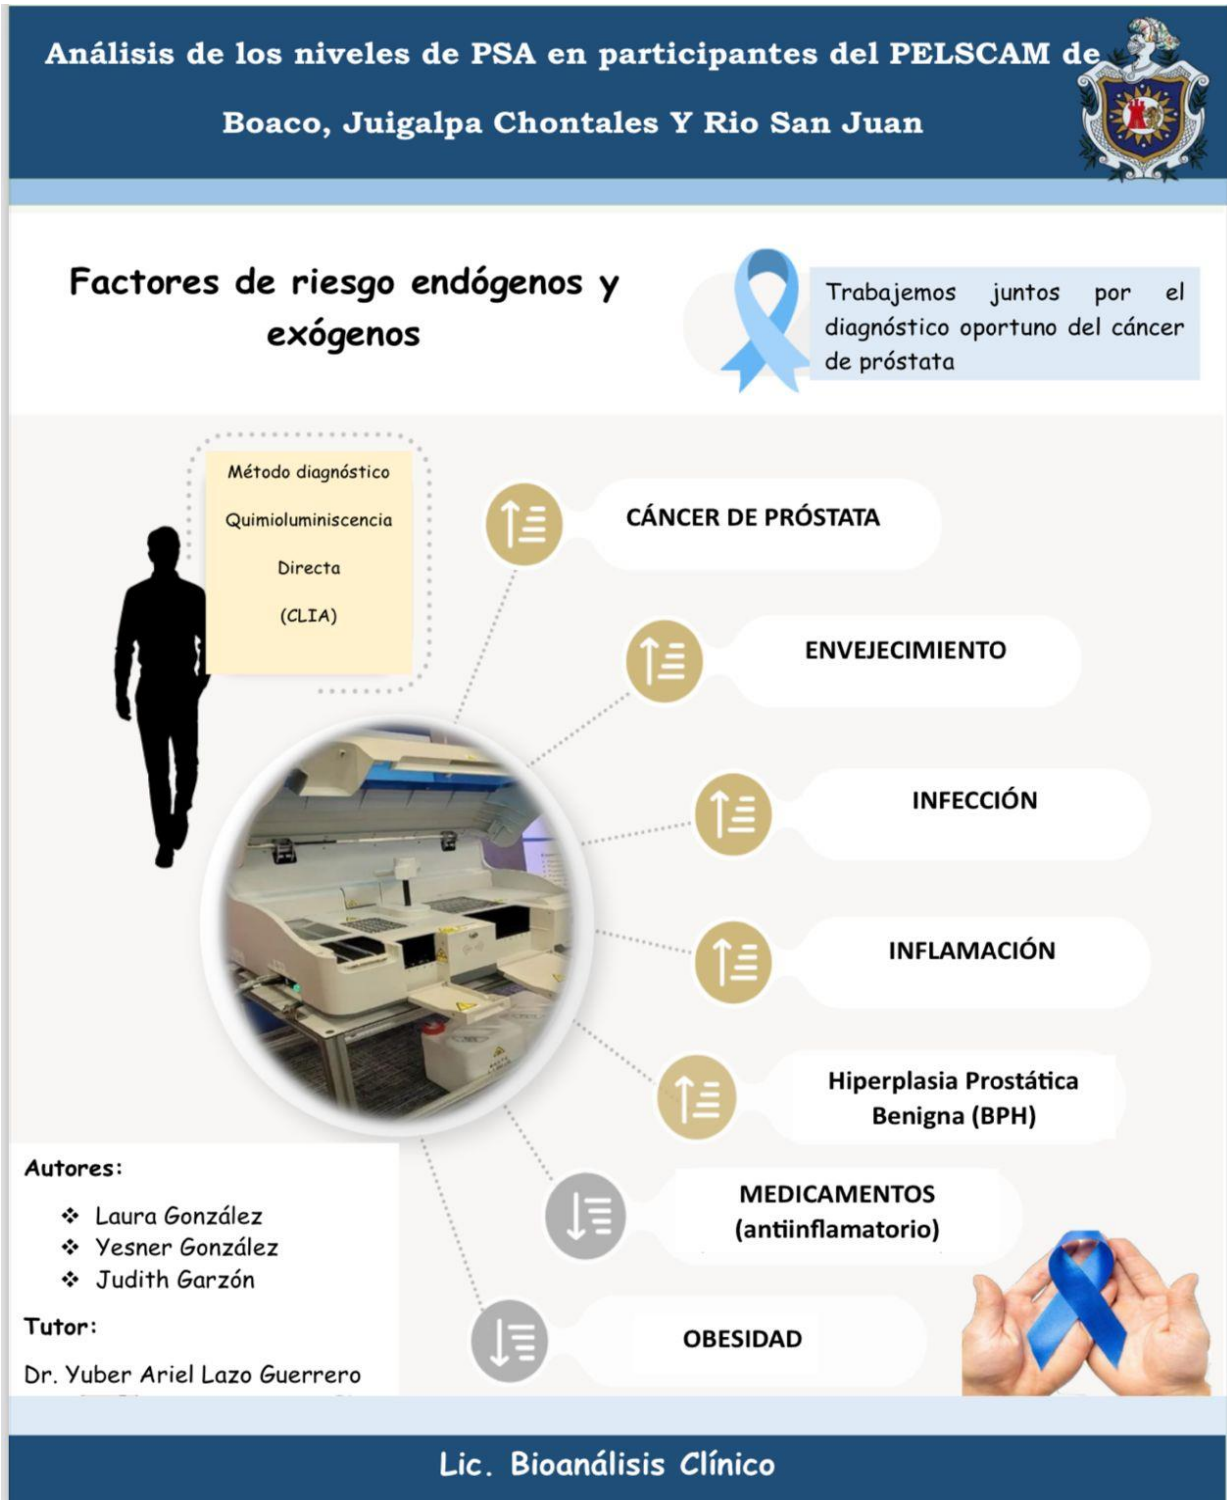 Análisis de los niveles de PSA en participantes del PELSCAM de
Boaco, Juigalpa Chontales Y Rio San Juan
Factores de riesgo endógenos y
exógenos
Trabajemos juntos por el
diagnóstico oportuno del cáncer
de próstata
Método diagnóstico
Quimioluminiscencia
Directa
(CLIA)
CÁNCER DE PRÓSTATA
ENVEJECIMIENTO
INFECCIÓN
INFLAMACIÓN
Hiperplasia Prostática
Benigna (BPH)
MEDICAMENTOS
(antiinflamatorio)
OBESIDAD
Autores:
❖ Laura González
❖ Yesner González
❖ Judith Garzón
Tutor:
Dr. Yuber Ariel Lazo Guerrero
Lic. Bioanálisis Clínico